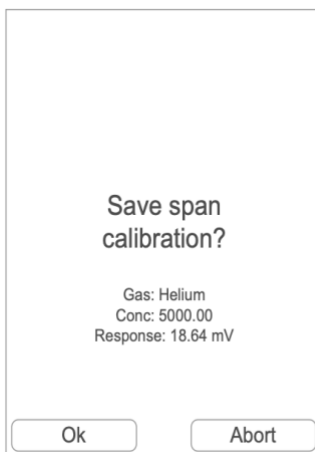 Save span
calibration?
Gas: Helium
Conc: 5000.00
Response: 18.64 mV
Ok
Abort